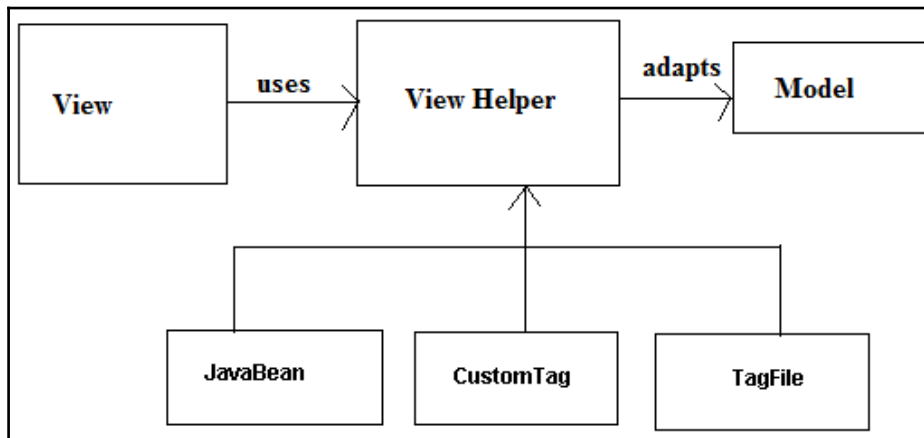 View
uses
View Helper
adapts
Model
JavaBean
CustomTag
TagFile